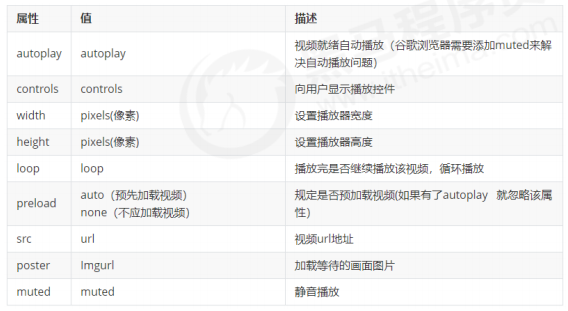 属性 值 描述
autoplay autoplay 视频就绪自动播放（谷歌浏览器需要添加muted来解
决自动播放问题）
controls controls 向用户显示播放控件
width pixels(像素) 设置播放器宽度
height pixels(像素) 设置播放器高度
loop loop 播放完是否继续播放该视频，循环播放
preload auto（预先加载视频） 规定是否预加载视频(如果有了autoplay 就忽略该属
none（不应加载视频） 性）
src url 视频url地址
poster Imgurl 加载等待的画面图片
muted muted 静音播放